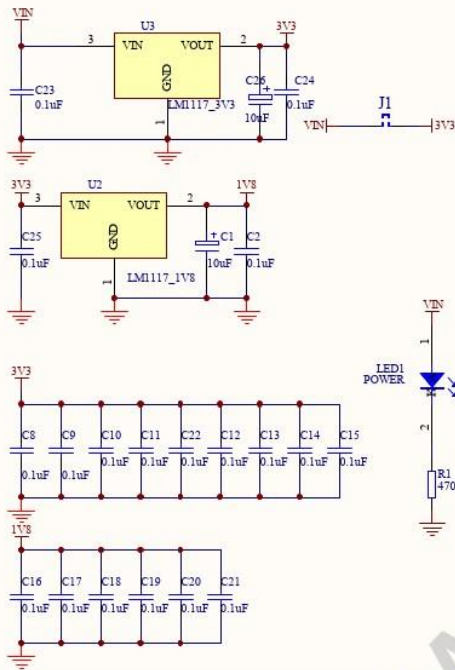 VIN
U3
3V3
3 VIN VOUT 2
GND
C23
0.1uF
1
LM1117_3V3
C26
10uF
C24
0.1uF
J1
VIN 3V3
3V3
U2
1V8
3 VIN VOUT 2
GND
C25
0.1uF
1
LM1117_1V8
C1
10uF
C2
0.1uF
VIN
1
LED1
POWER
2
R1
470
3V3
C8 C9 C10 C11 C22 C12 C13 C14 C15
0.1uF 0.1uF 0.1uF 0.1uF 0.1uF 0.1uF 0.1uF 0.1uF 0.1uF
1V8
C16 C17 C18 C19 C20 C21
0.1uF 0.1uF 0.1uF 0.1uF 0.1uF 0.1uF